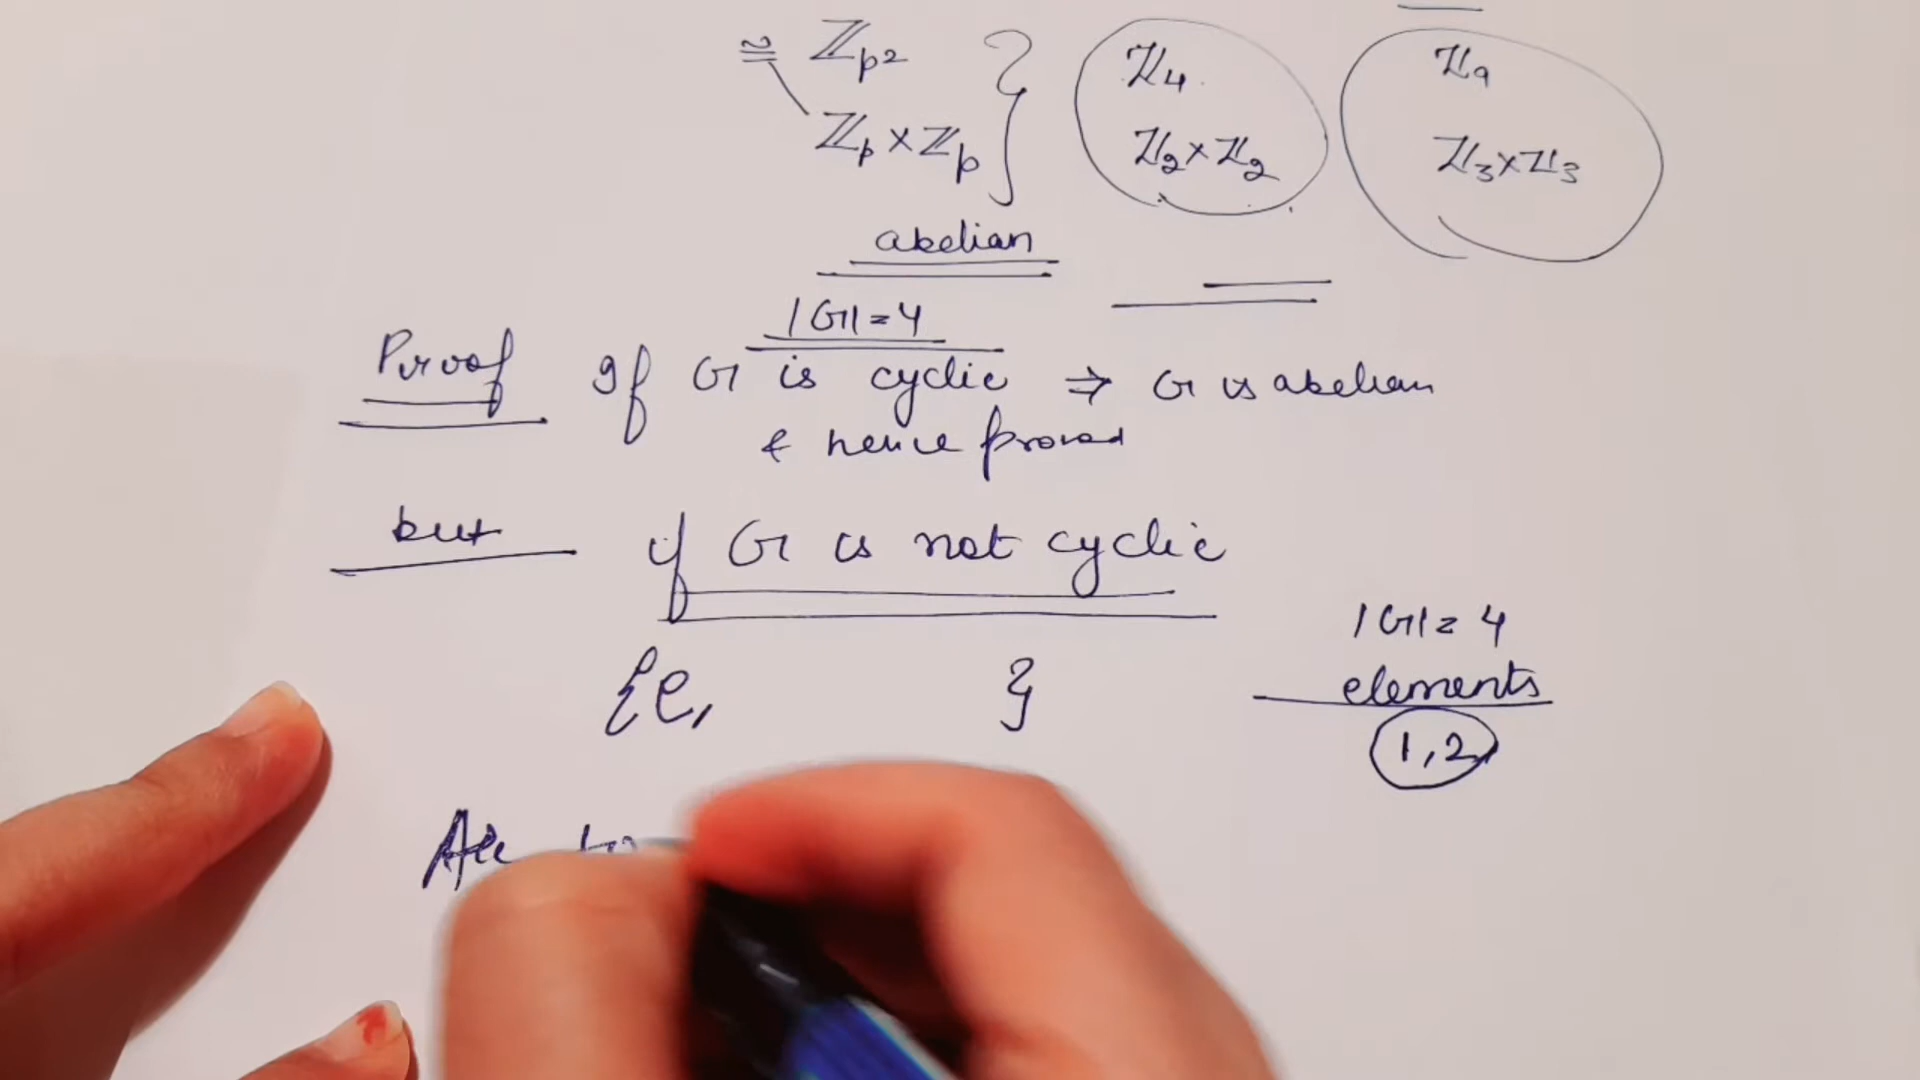 ≅ ℤp² } ℤ4 ℤ9
ℤp × ℤp ℤ2 × ℤ2 ℤ3 × ℤ3
abelian
|G| = 4
Proof If G is cyclic ⇒ G is abelian
& hence proved
but if G is not cyclic
|G| = 4
{e, } elements
1, 2